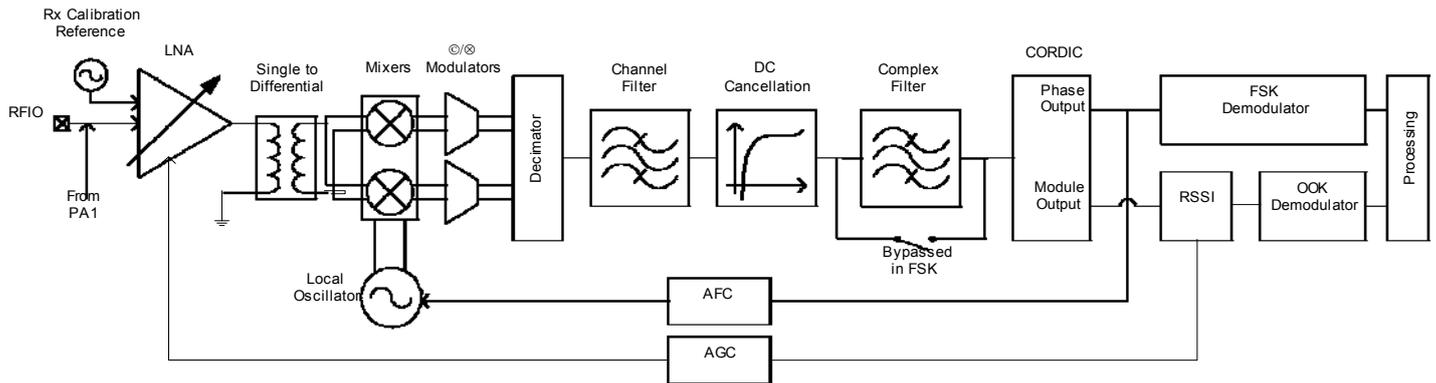 Rx Calibration
Reference
LNA
RFIO
From
PA1
Single to
Differential
Mixers
©/⊗
Modulators
Local
Oscillator
Decimator
Channel
Filter
DC
Cancellation
Complex
Filter
Bypassed
in FSK
CORDIC
Phase
Output
Module
Output
FSK
Demodulator
RSSI
OOK
Demodulator
Processing
AFC
AGC